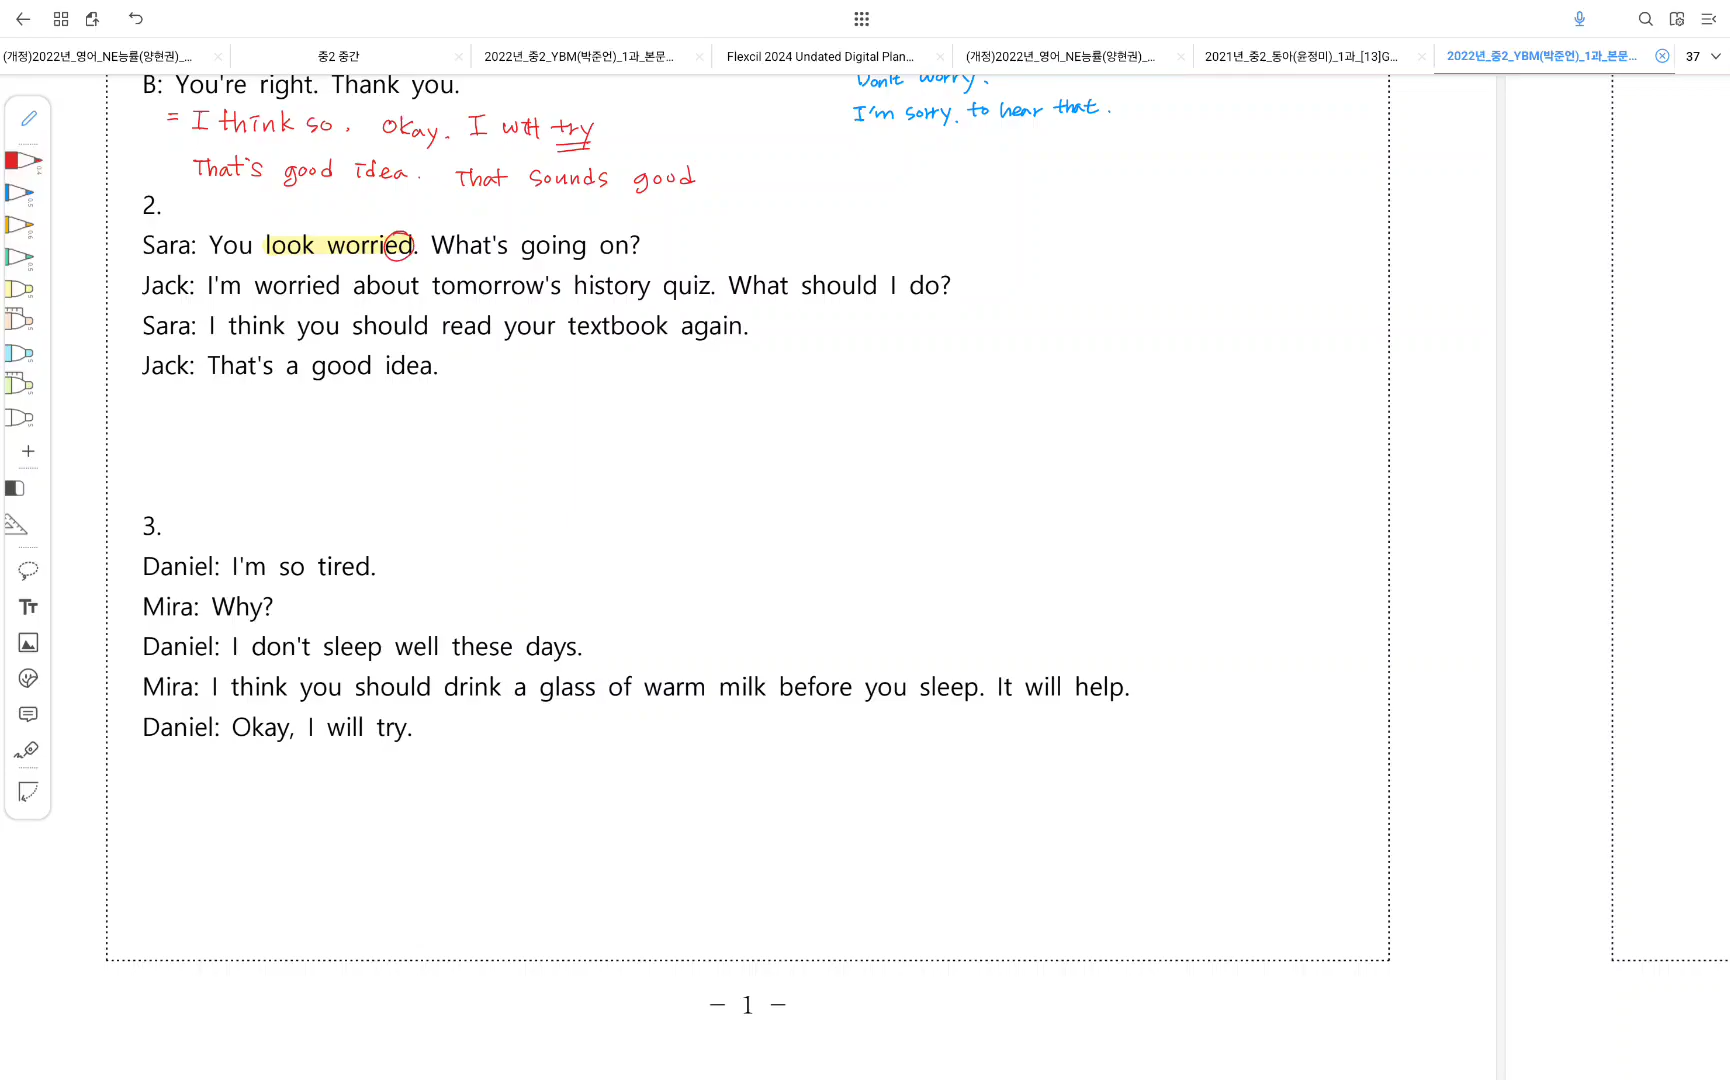 (개정)2022년_영어_NE능률(양현권)_...
중2 중간
2022년_중2_YBM(박준언)_1과_본문...
Flexcil 2024 Undated Digital Plan...
(개정)2022년_영어_NE능률(양현권)_...
2021년_중2_동아(윤정미)_1과_[13]G...
2022년_중2_YBM(박준언)_1과_본문...
37
B: You're right. Thank you.
Don't worry.
I'm sorry. to hear that.
= I think so. Okay. I will try
That's good idea. That sounds good
2.
Sara: You look worried. What's going on?
Jack: I'm worried about tomorrow's history quiz. What should I do?
Sara: I think you should read your textbook again.
Jack: That's a good idea.
3.
Daniel: I'm so tired.
Mira: Why?
Daniel: I don't sleep well these days.
Mira: I think you should drink a glass of warm milk before you sleep. It will help.
Daniel: Okay, I will try.
Tт
- 1 -